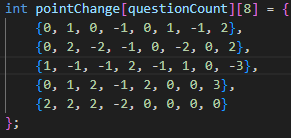 int pointChange[questionCount][8] = {
    {0, 1, 0, -1, 0, 1, -1, 2},
    {0, 2, -2, -1, 0, -2, 0, 2},
    {1, -1, -1, 2, -1, 1, 0, -3},
    {0, 1, 2, -1, 2, 0, 0, 3},
    {2, 2, 2, -2, 0, 0, 0, 0}
};